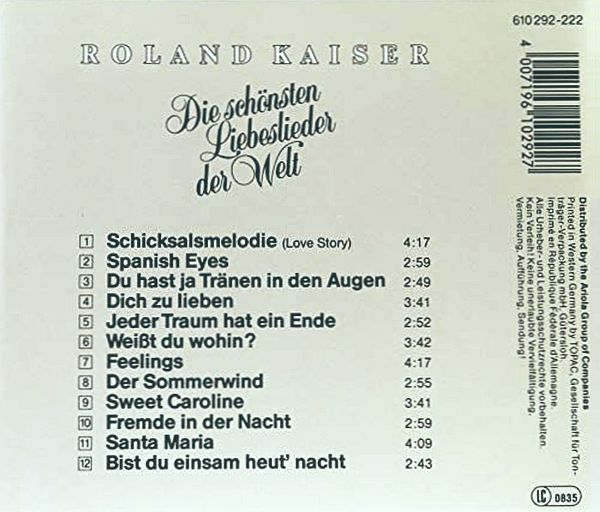 610 292-222
ROLAND KAISER
Die schönsten
Liebeslieder
der Welt
1 Schicksalsmelodie (Love Story) 4:17
2 Spanish Eyes 2:59
3 Du hast ja Tränen in den Augen 2:49
4 Dich zu lieben 3:41
5 Jeder Traum hat ein Ende 2:52
6 Weißt du wohin? 3:42
7 Feelings 4:17
8 Der Sommerwind 2:55
9 Sweet Caroline 3:41
10 Fremde in der Nacht 2:59
11 Santa Maria 4:09
12 Bist du einsam heut' nacht 2:43
4 007196 102927
Distributed by the Ariola Group of Companies
Printed in Western Germany by TOPAC, Gesellschaft für Ton-
träger-Verpackung mbH, Gütersloh.
Imprimé en République Fédérale d'Allemagne
Alle Urheber- und Leistungsschutzrechte vorbehalten.
Kein Verleih! Keine unerlaubte Vervielfältigung,
Vermietung, Aufführung, Sendung!
LC 0835